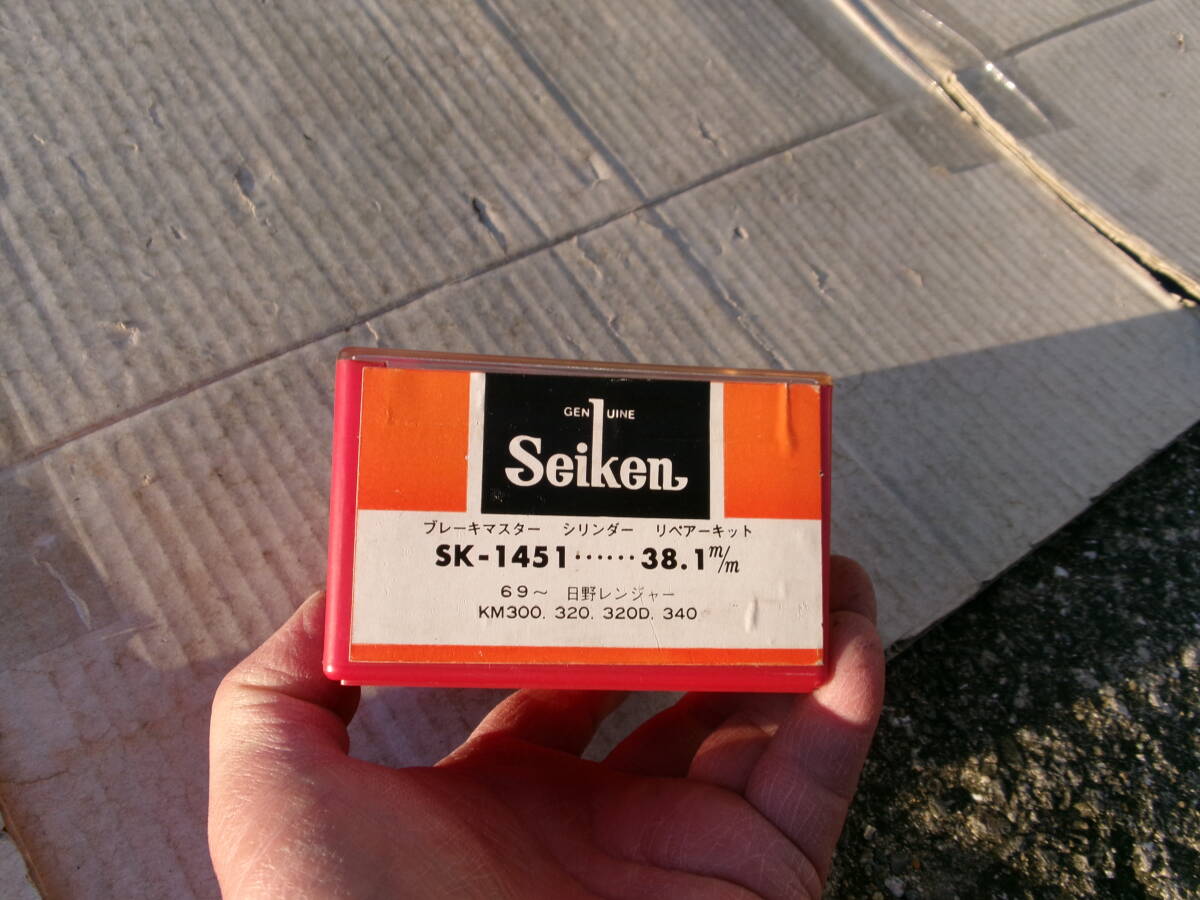 GENUINE
Seiken
ブレーキマスター シリンダー リペアーキット
SK-1451······38.1m/m
69〜 日野レンジャー
KM300. 320. 320D. 340